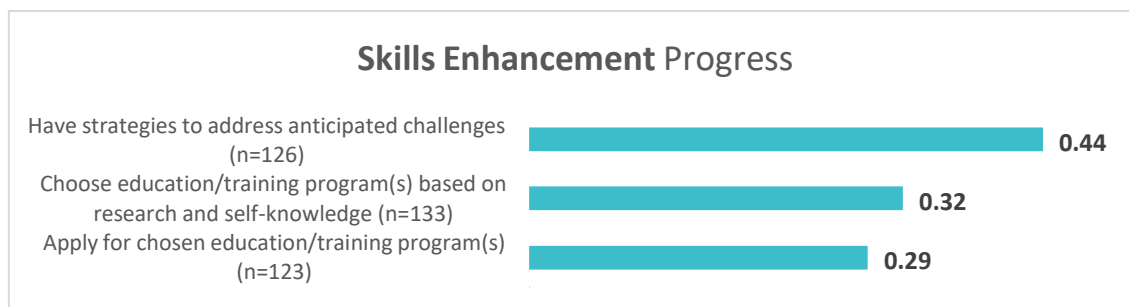 Skills Enhancement Progress
Have strategies to address anticipated challenges
(n=126)
0.44
Choose education/training program(s) based on
research and self-knowledge (n=133)
0.32
Apply for chosen education/training program(s)
(n=123)
0.29